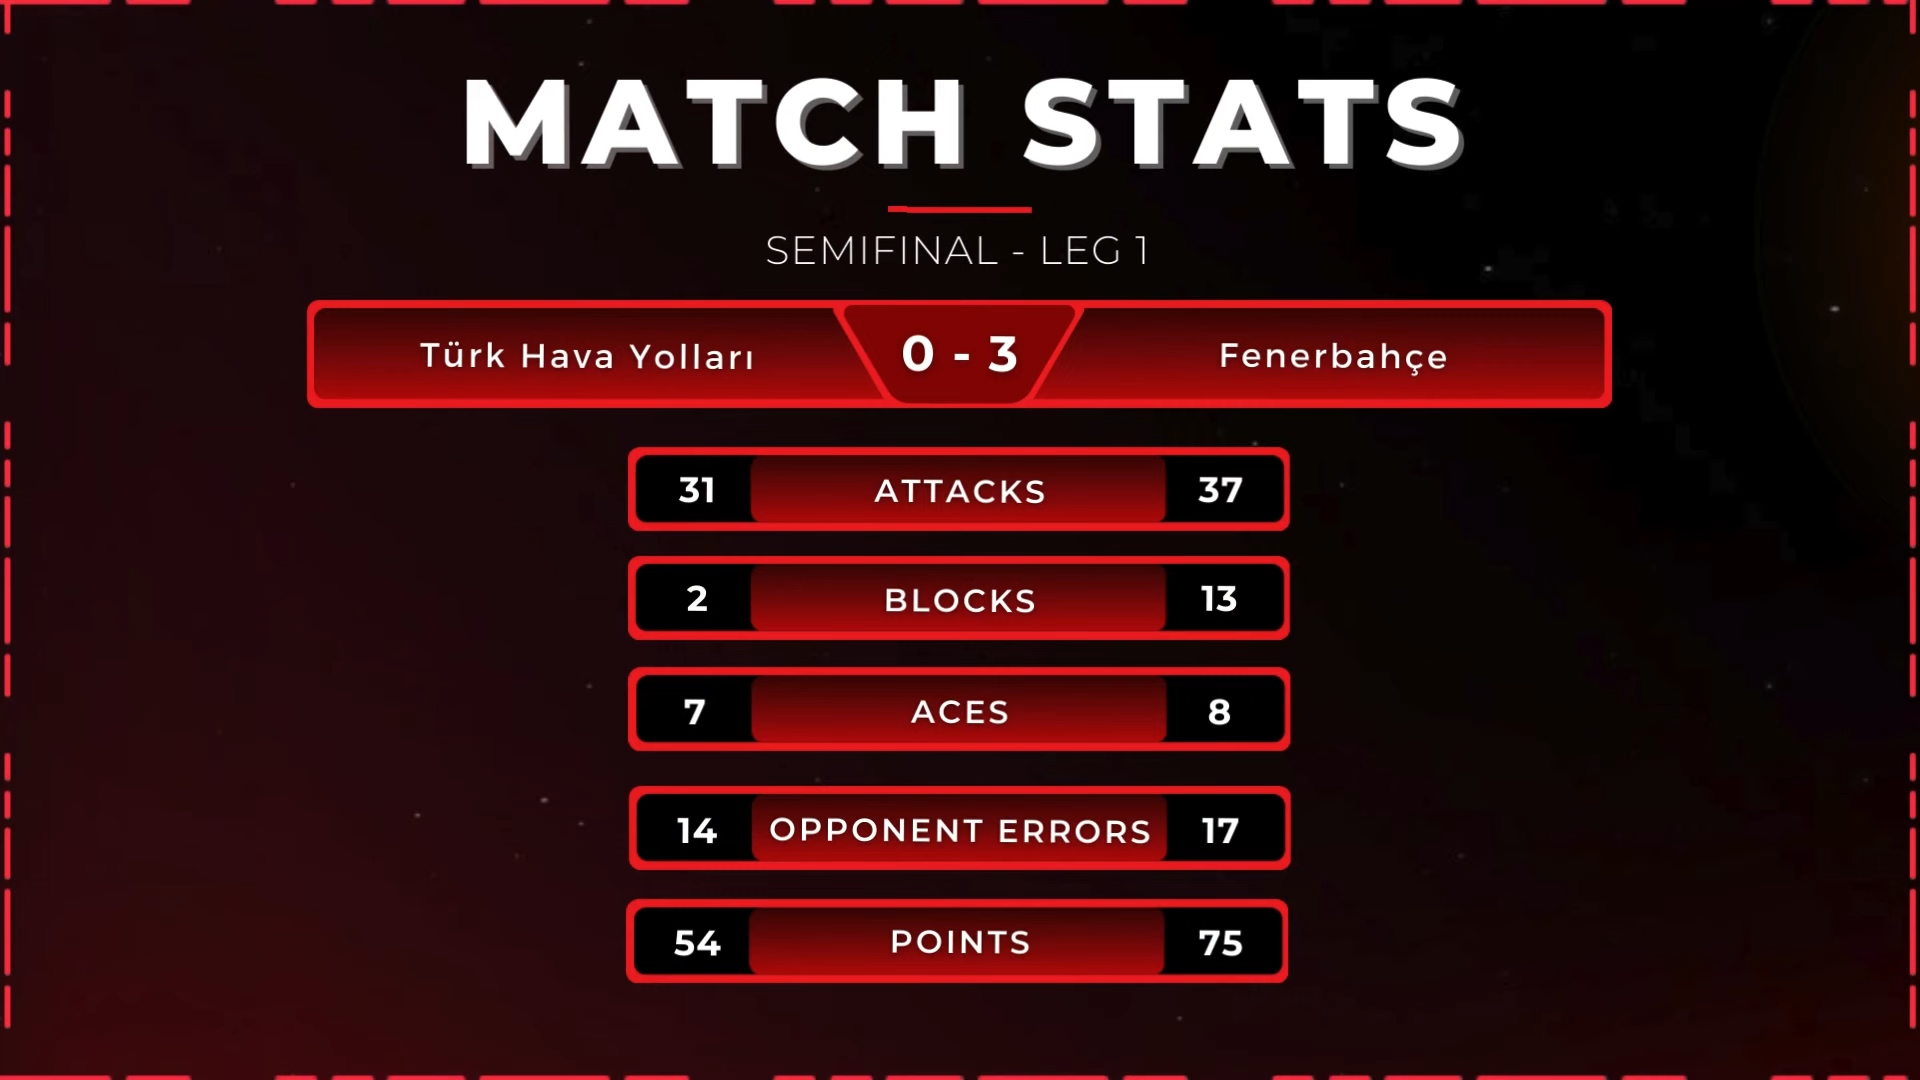 MATCH STATS
SEMIFINAL - LEG 1
Türk Hava Yolları 0 - 3 Fenerbahçe
31 ATTACKS 37
2 BLOCKS 13
7 ACES 8
14 OPPONENT ERRORS 17
54 POINTS 75